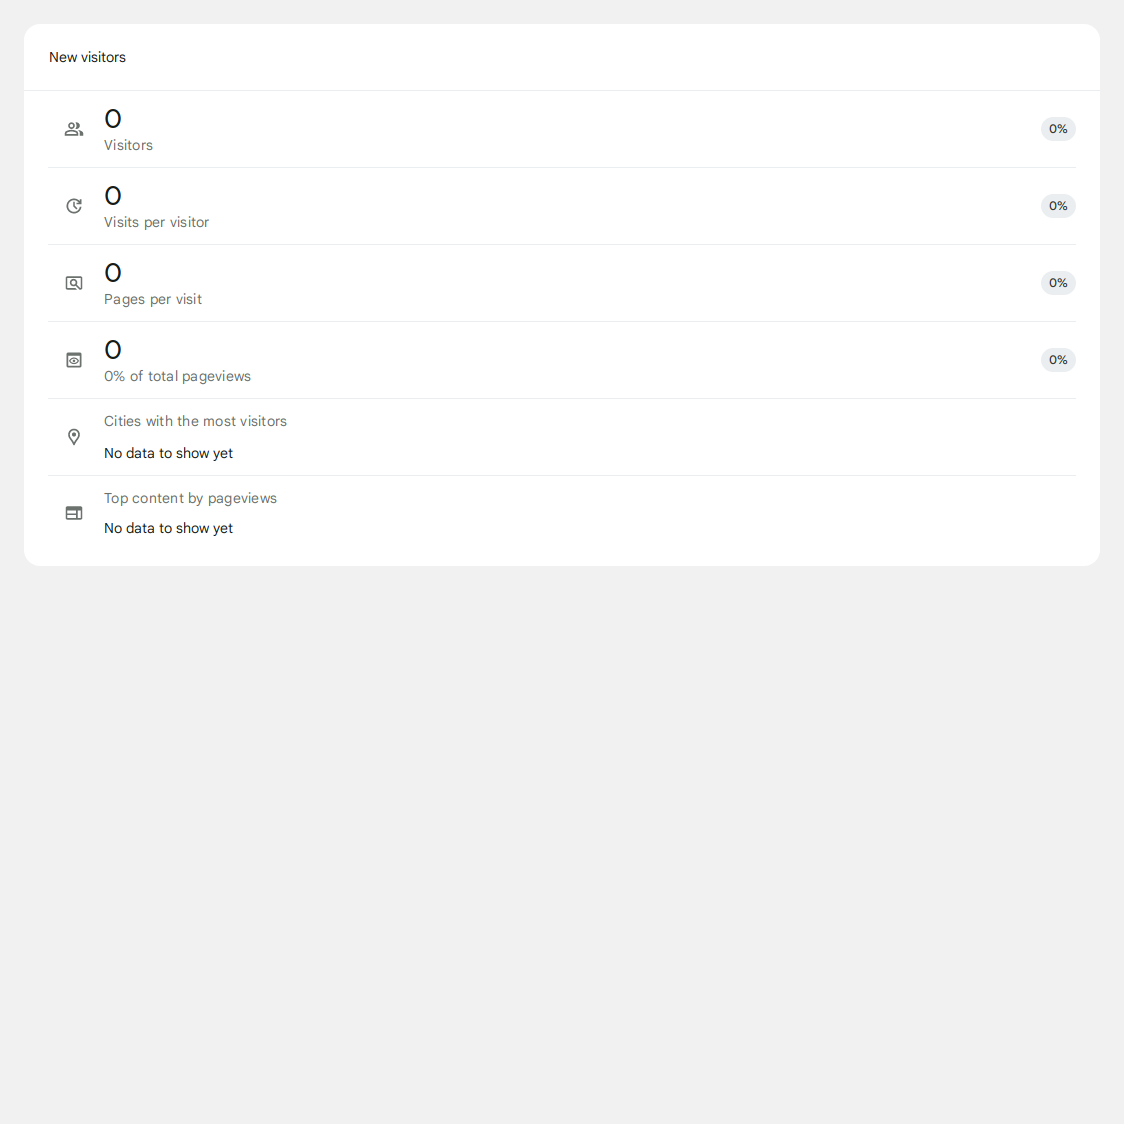 New visitors
0
Visitors
0%
0
Visits per visitor
0%
0
Pages per visit
0%
0
0% of total pageviews
0%
Cities with the most visitors
No data to show yet
Top content by pageviews
No data to show yet